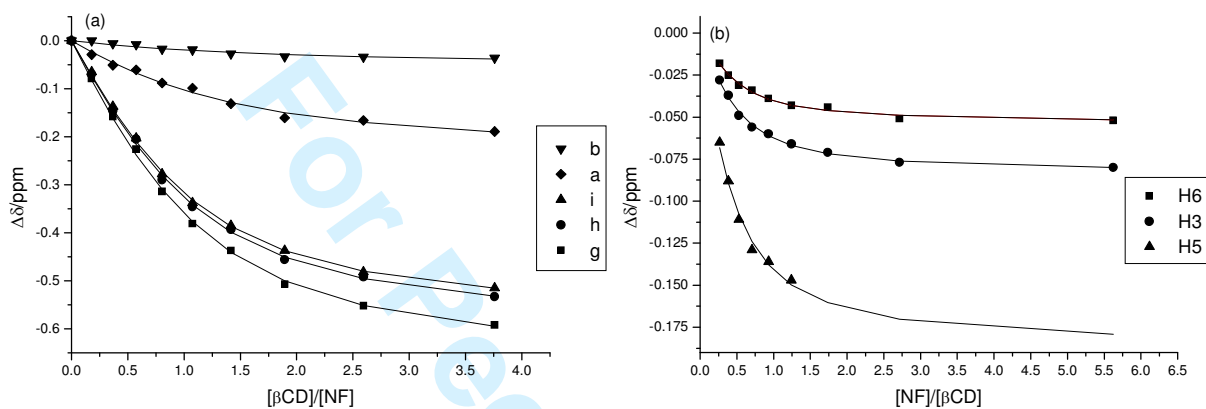 (a)
0.0
-0.1
-0.2
-0.3
-0.4
-0.5
-0.6
Δδ/ppm
0.0 0.5 1.0 1.5 2.0 2.5 3.0 3.5 4.0
[βCD]/[NF]
b
a
i
h
g
(b)
0.000
-0.025
-0.050
-0.075
-0.100
-0.125
-0.150
-0.175
Δδ/ppm
0.0 0.5 1.0 1.5 2.0 2.5 3.0 3.5 4.0 4.5 5.0 5.5 6.0 6.5
[NF]/[βCD]
H6
H3
H5
For Pee